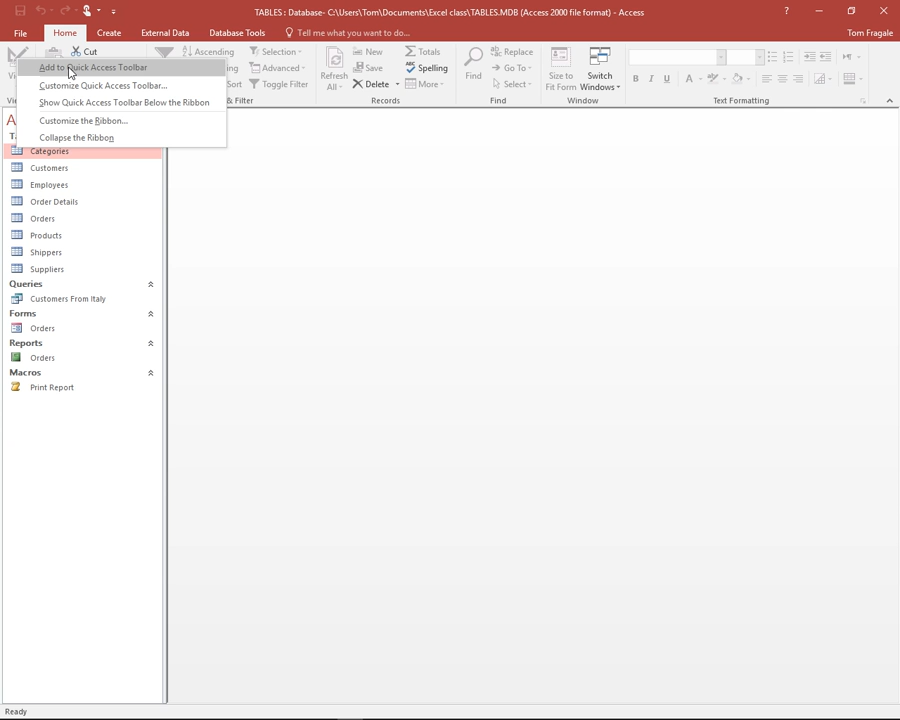 TABLES : Database- C:\Users\Tom\Documents\Excel class\TABLES.MDB (Access 2000 file format) - Access
?
File
Home
Create
External Data
Database Tools
Tell me what you want to do...
Tom Fragale
Cut
Ascending
Selection
Advanced
Toggle Filter
& Filter
Refresh
All
New
Save
Delete
Totals
Spelling
More
Records
Find
Replace
Go To
Select
Find
Size to
Fit Form
Switch
Windows
Window
B I U
A
Text Formatting
Add to Quick Access Toolbar
Customize Quick Access Toolbar...
Show Quick Access Toolbar Below the Ribbon
Customize the Ribbon...
Collapse the Ribbon
Categories
Customers
Employees
Order Details
Orders
Products
Shippers
Suppliers
Queries
Customers From Italy
Forms
Orders
Reports
Orders
Macros
Print Report
Ready